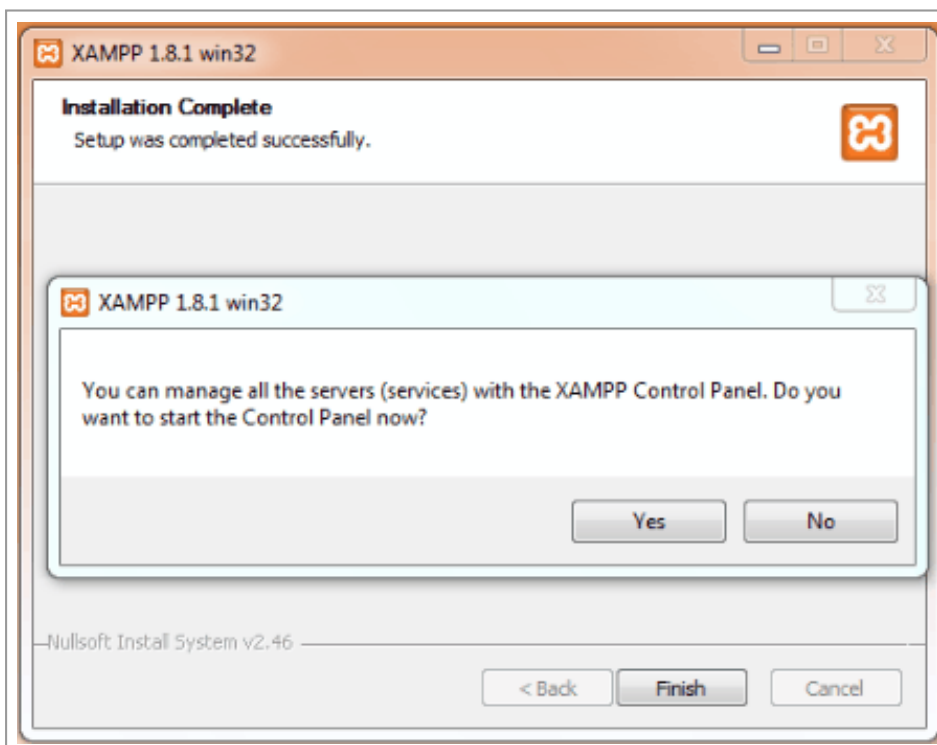 XAMPP 1.8.1 win32
Installation Complete
Setup was completed successfully.
XAMPP 1.8.1 win32
You can manage all the servers (services) with the XAMPP Control Panel. Do you
want to start the Control Panel now?
Yes No
Nullsoft Install System v2.46
< Back Finish Cancel